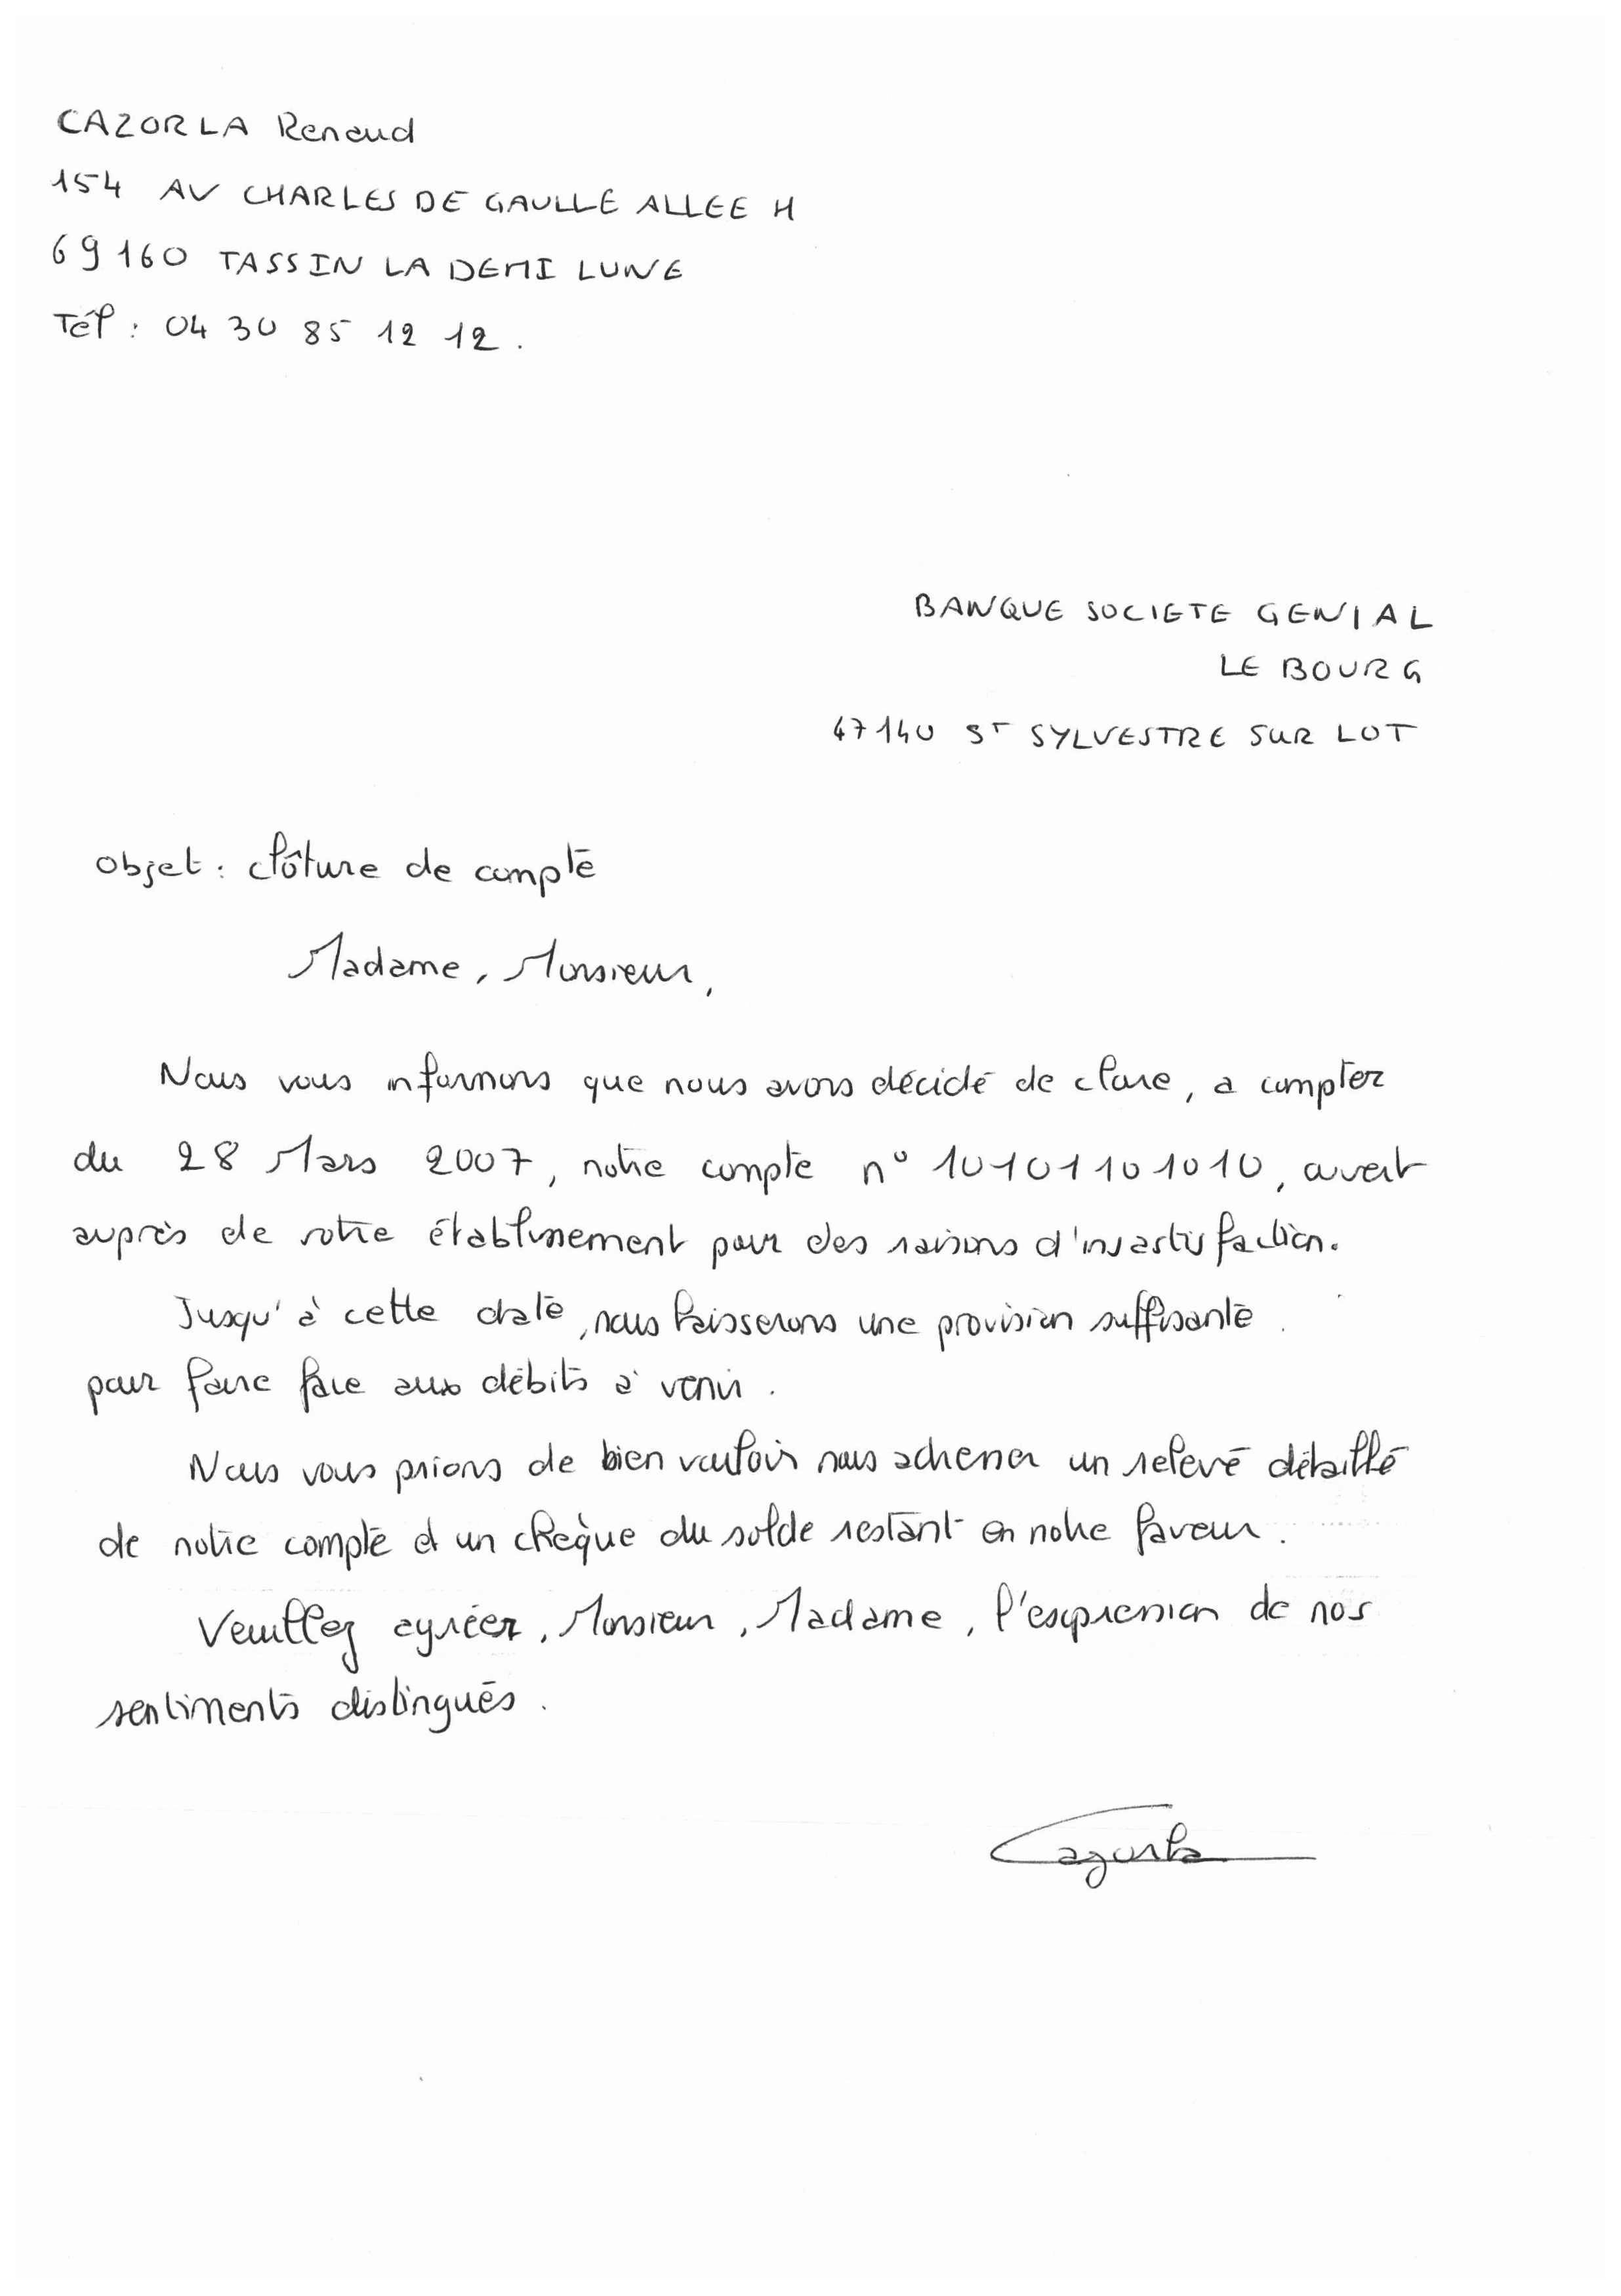 CAZORLA Renaud
154 AV CHARLES DE GAULLE ALLEE H
69160 TASSIN LA DEMI LUNE
Tél : 04 30 85 12 12.
BANQUE SOCIETE GENIAL
LE BOURG
47140 ST SYLVESTRE SUR LOT
Objet : clôture de compte
Madame, Monsieur,
Nous vous informons que nous avons décidé de clore, a compter
du 28 Mars 2007, notre compte n° 10101101010, ouvert
auprès de votre établissement pour des raisons d'insastisfaction.
Jusqu'à cette date, nous laisserons une provision suffisante
pour faire face aux débits à venir.
Nous vous prions de bien vouloir nous adresser un relevé détaillé
de notre compte et un chèque du solde restant en notre faveur.
Veuillez agréer, Monsieur, Madame, l'expression de nos
sentiments distingués.
Cazorla